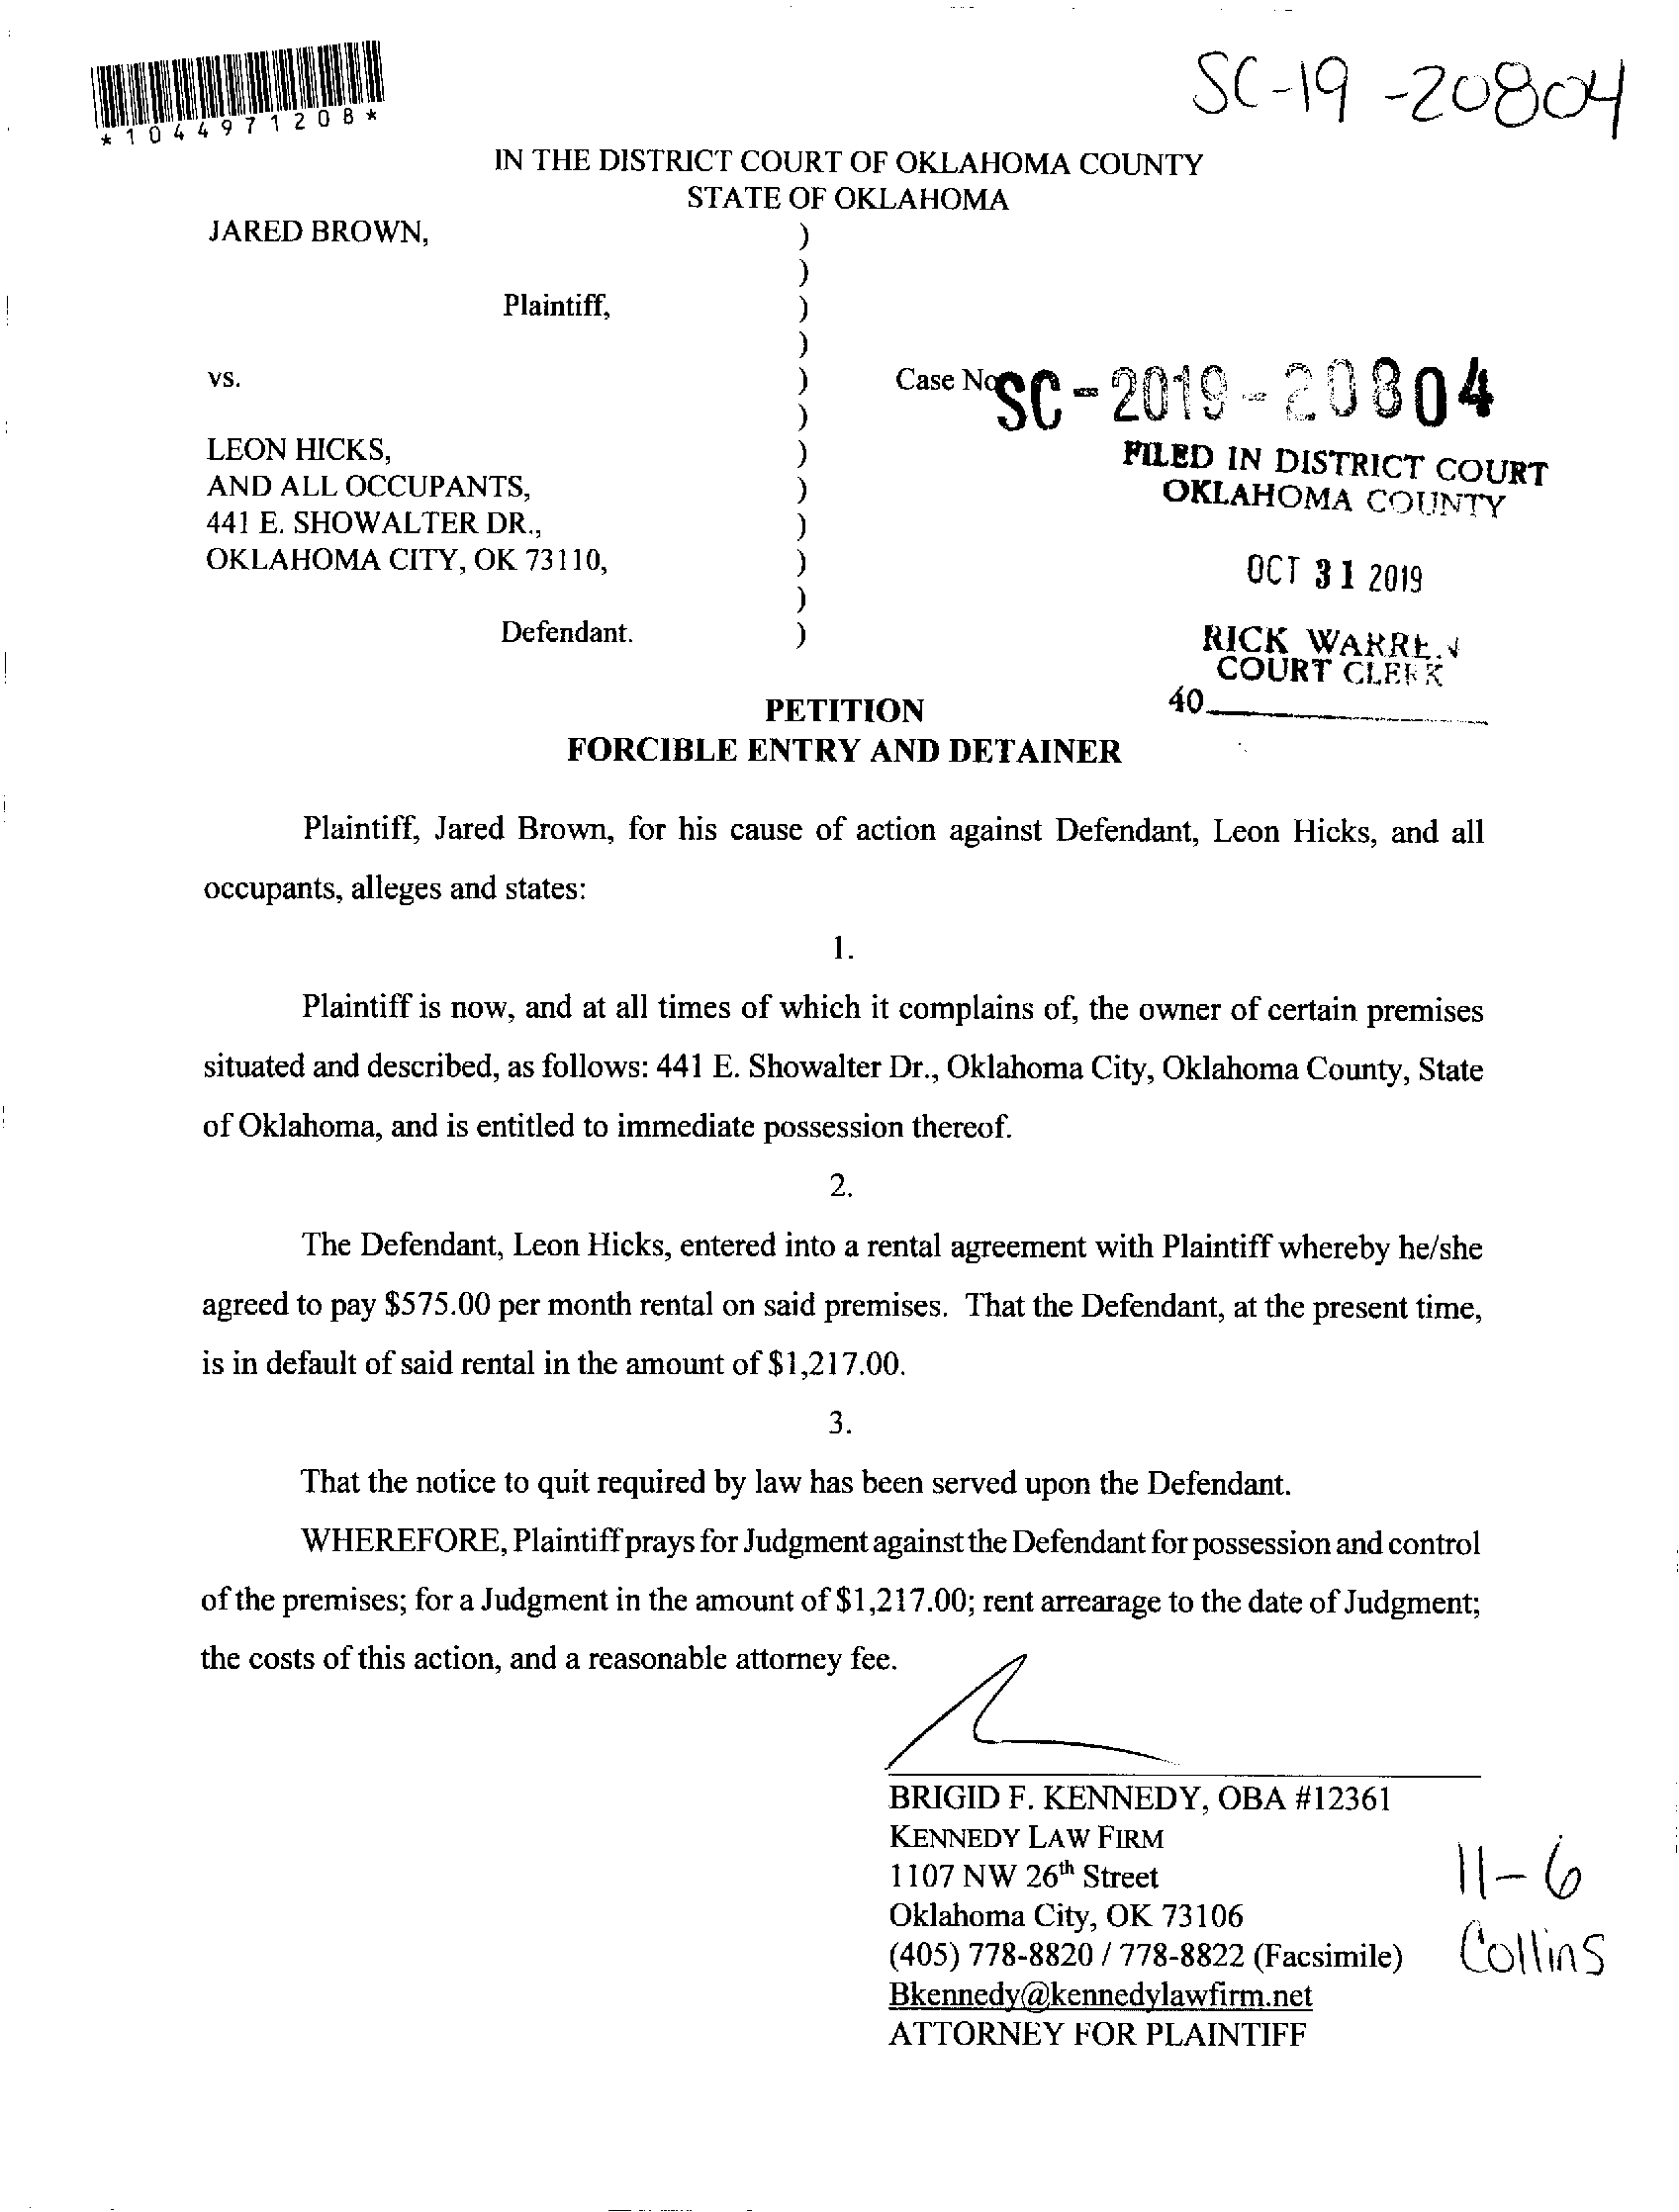 SC-19-20804
*1044971208*
IN THE DISTRICT COURT OF OKLAHOMA COUNTY
STATE OF OKLAHOMA
JARED BROWN, )
)
Plaintiff, )
)
vs. ) Case No SC-2019-20804
)
LEON HICKS, ) FILED IN DISTRICT COURT
AND ALL OCCUPANTS, ) OKLAHOMA COUNTY
441 E. SHOWALTER DR., )
OKLAHOMA CITY, OK 73110, ) OCT 31 2019
)
Defendant. ) RICK WARREN
COURT CLERK
40
PETITION
FORCIBLE ENTRY AND DETAINER
Plaintiff, Jared Brown, for his cause of action against Defendant, Leon Hicks, and all
occupants, alleges and states:
1.
Plaintiff is now, and at all times of which it complains of, the owner of certain premises
situated and described, as follows: 441 E. Showalter Dr., Oklahoma City, Oklahoma County, State
of Oklahoma, and is entitled to immediate possession thereof.
2.
The Defendant, Leon Hicks, entered into a rental agreement with Plaintiff whereby he/she
agreed to pay $575.00 per month rental on said premises. That the Defendant, at the present time,
is in default of said rental in the amount of $1,217.00.
3.
That the notice to quit required by law has been served upon the Defendant.
WHEREFORE, Plaintiff prays for Judgment against the Defendant for possession and control
of the premises; for a Judgment in the amount of $1,217.00; rent arrearage to the date of Judgment;
the costs of this action, and a reasonable attorney fee.
BRIGID F. KENNEDY, OBA #12361
KENNEDY LAW FIRM
1107 NW 26th Street
Oklahoma City, OK 73106
(405) 778-8820 / 778-8822 (Facsimile)
Bkennedy@kennedylawfirm.net
ATTORNEY FOR PLAINTIFF
11-6
Collins